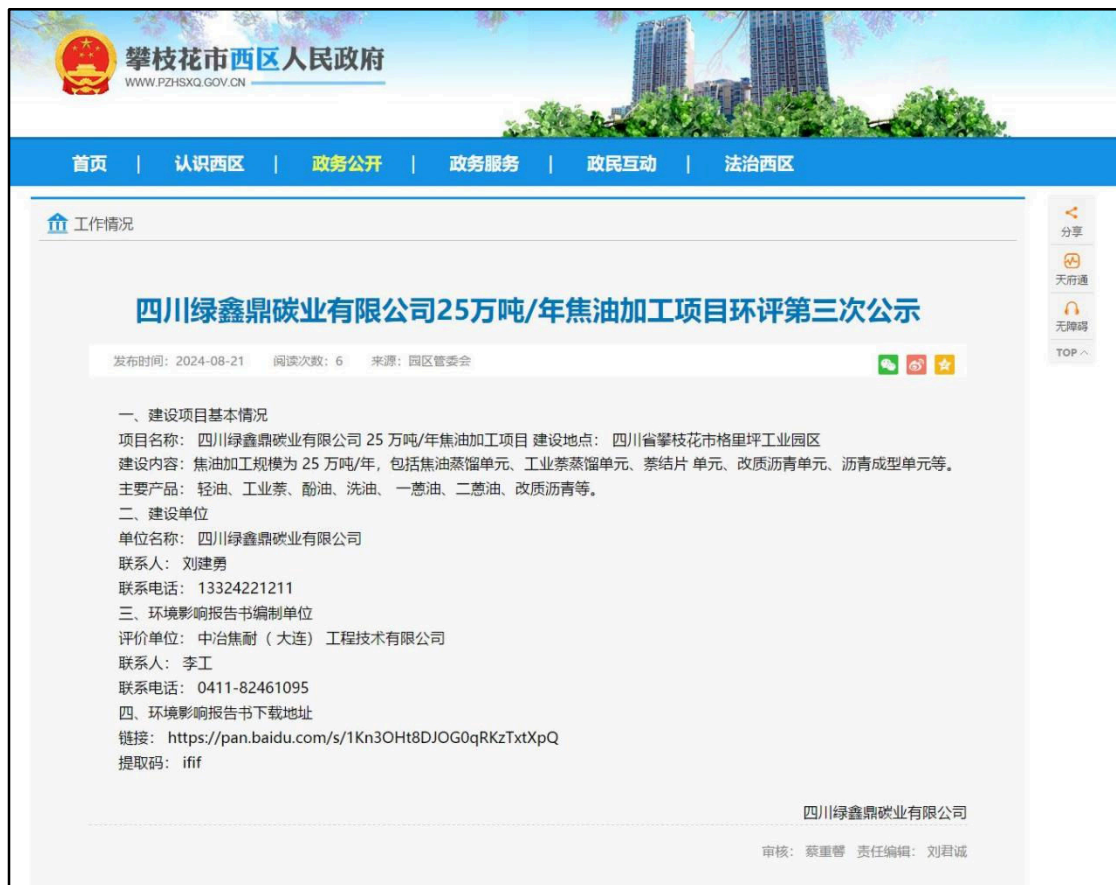 攀枝花市西区人民政府
WWW.PZHSXQ.GOV.CN
首页 | 认识西区 | 政务公开 | 政务服务 | 政民互动 | 法治西区
工作情况
分享
天府通
无障碍
TOP
四川绿鑫鼎碳业有限公司25万吨/年焦油加工项目环评第三次公示
发布时间：2024-08-21 阅读次数：6 来源：园区管委会
一、建设项目基本情况
项目名称： 四川绿鑫鼎碳业有限公司 25 万吨/年焦油加工项目 建设地点： 四川省攀枝花市格里坪工业园区
建设内容：焦油加工规模为 25 万吨/年，包括焦油蒸馏单元、工业萘蒸馏单元、萘结片 单元、改质沥青单元、沥青成型单元等。
主要产品： 轻油、工业萘、酚油、洗油、 一蒽油、二蒽油、改质沥青等。
二、建设单位
单位名称： 四川绿鑫鼎碳业有限公司
联系人： 刘建勇
联系电话： 13324221211
三、环境影响报告书编制单位
评价单位： 中冶焦耐（ 大连） 工程技术有限公司
联系人： 李工
联系电话： 0411-82461095
四、环境影响报告书下载地址
链接： https://pan.baidu.com/s/1Kn3OHt8DJOG0qRKzTxtXpQ
提取码： ifif
四川绿鑫鼎碳业有限公司
审核： 蔡重馨 责任编辑： 刘君诚